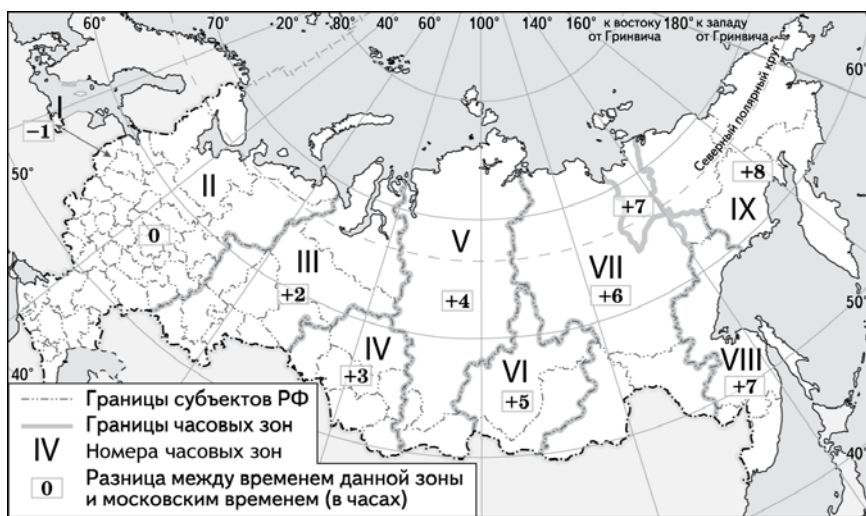 60° 70° 20° 80° 40° 60° 100° 140° 160° к востоку от Гринвича 180° к западу от Гринвича
Северный полярный круг
60°
I
−1
50°
II
0
+8
IX
+7
V
VII
III
+2
+4
+6
50°
IV
+3
VI
+5
VIII
+7
40°
40°
Границы субъектов РФ
Границы часовых зон
IV Номера часовых зон
0 Разница между временем данной зоны
и московским временем (в часах)